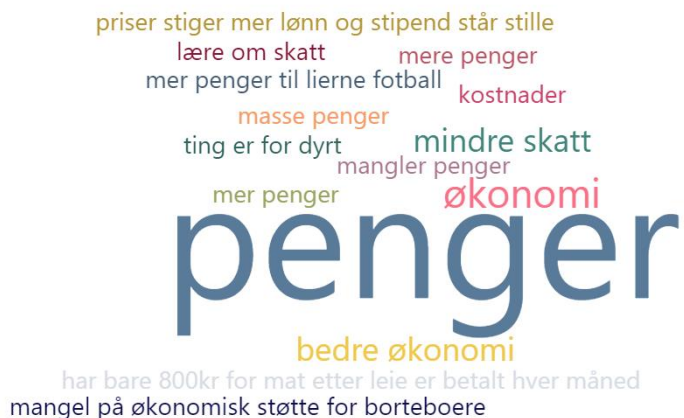 priser stiger mer lønn og stipend står stille
lære om skatt
mere penger
mer penger til lierne fotball
kostnader
masse penger
ting er for dyrt
mindre skatt
mangler penger
mer penger
økonomi
penger
bedre økonomi
har bare 800kr for mat etter leie er betalt hver måned
mangel på økonomisk støtte for borteboere